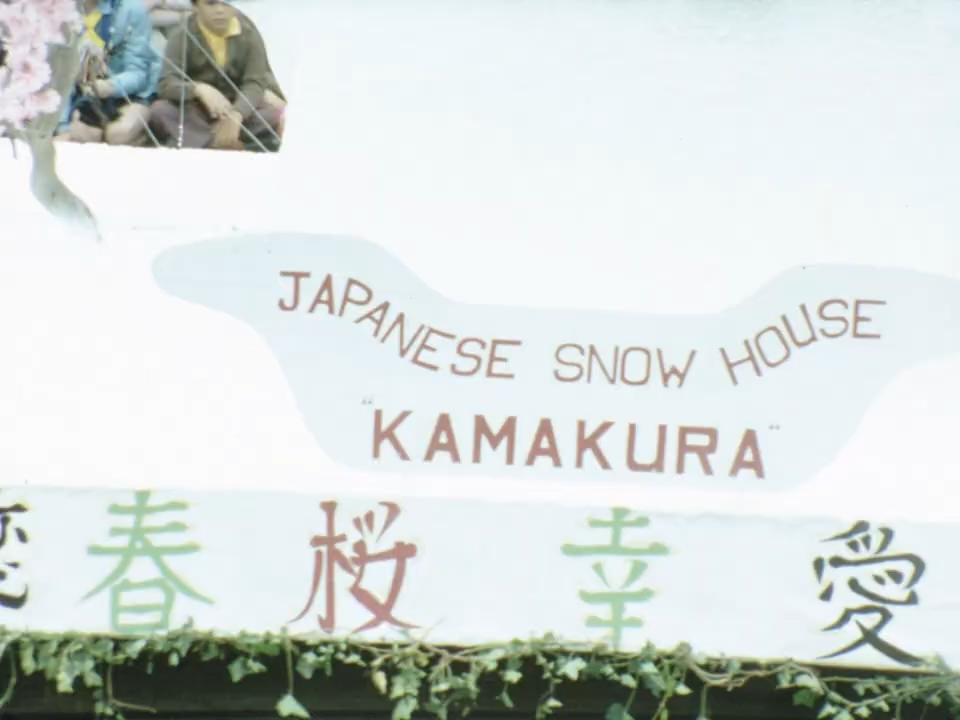 JAPANESE SNOW HOUSE
"KAMAKURA"
春 桜 幸 愛